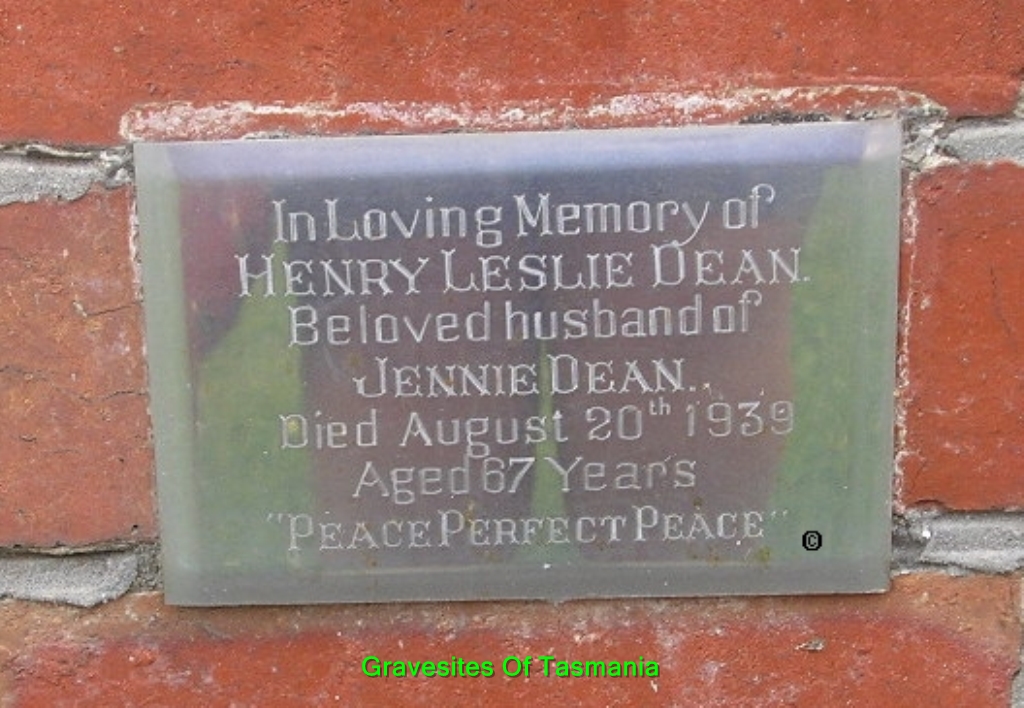 In Loving Memory of
HENRY LESLIE DEAN.
Beloved husband of
JENNIE DEAN.
Died August 20th 1939
Aged 67 Years
"PEACE PERFECT PEACE"
©
Gravesites Of Tasmania